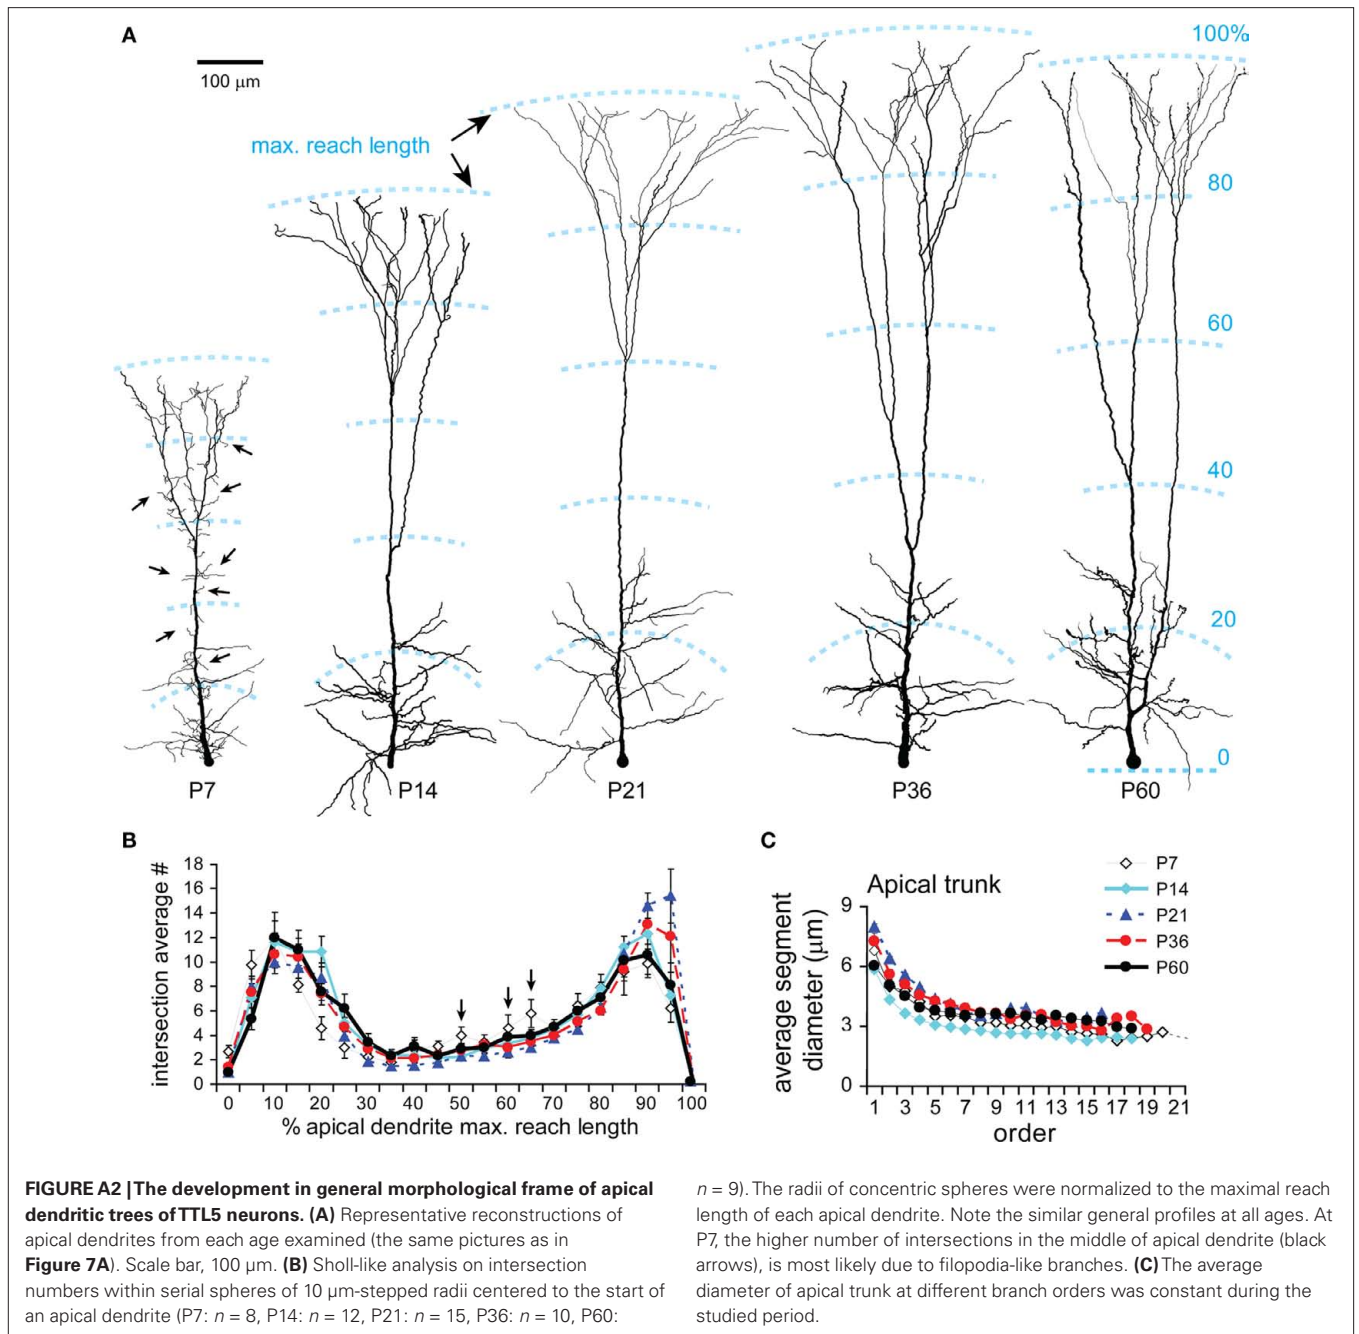 A
100 μm
max. reach length
100%
80
60
40
20
0
P7
P14
P21
P36
P60
B
intersection average #
18
16
14
12
10
8
6
4
2
0
0 10 20 30 40 50 60 70 80 90 100
% apical dendrite max. reach length
C
Apical trunk
average segment
diameter (μm)
9
6
3
0
1 3 5 7 9 11 13 15 17 19 21
order
P7
P14
P21
P36
P60
FIGURE A2 | The development in general morphological frame of apical
dendritic trees of TTL5 neurons. (A) Representative reconstructions of
apical dendrites from each age examined (the same pictures as in
Figure 7A). Scale bar, 100 μm. (B) Sholl-like analysis on intersection
numbers within serial spheres of 10 μm-stepped radii centered to the start of
an apical dendrite (P7: n = 8, P14: n = 12, P21: n = 15, P36: n = 10, P60:
n = 9). The radii of concentric spheres were normalized to the maximal reach
length of each apical dendrite. Note the similar general profiles at all ages. At
P7, the higher number of intersections in the middle of apical dendrite (black
arrows), is most likely due to filopodia-like branches. (C) The average
diameter of apical trunk at different branch orders was constant during the
studied period.